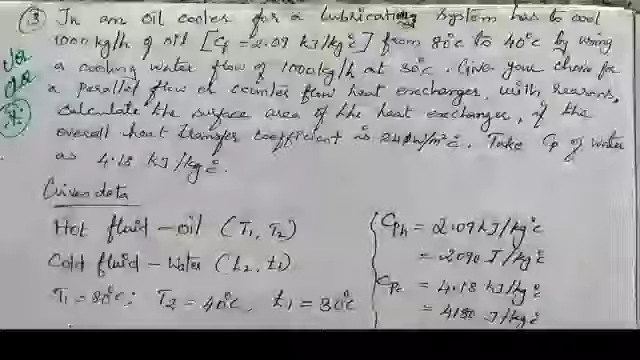 ③ In an oil cooler for a lubricating system has to cool
1000 kg/h of oil [Cp = 2.09 kJ/kg°C] from 80°C to 40°C by using
a cooling water flow of 1000 kg/h at 30°C. Give your choice for
a parallel flow or counter flow heat exchanger, with reasons,
calculate the surface area of the heat exchanger, if the
overall heat transfer coefficient is 24 W/m²°C. Take Cp of water
as 4.18 kJ/kg°C.
Given data
Hot fluid - oil (T1, T2)
Cold fluid - Water (t2, t1)
T1 = 80°C; T2 = 40°C, t1 = 30°C
Cph = 2.09 kJ/kg°C
= 2090 J/kg°C
Cpc = 4.18 kJ/kg°C
= 4180 J/kg°C